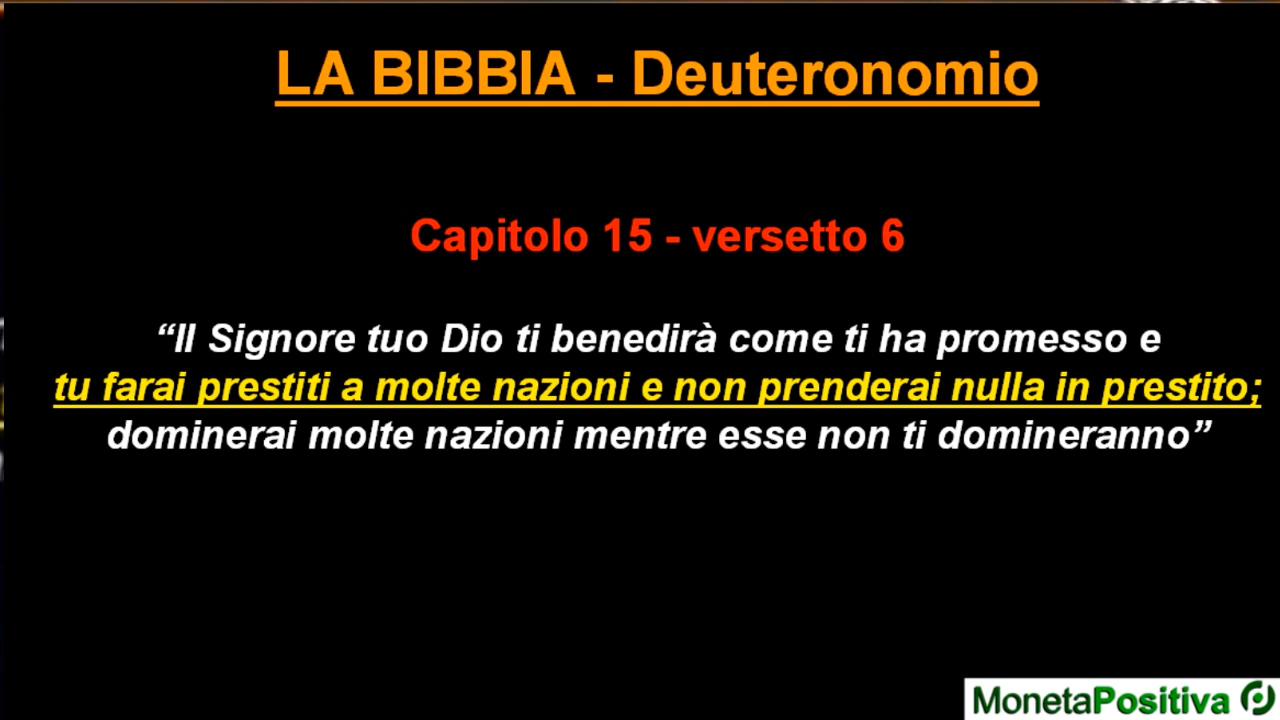 LA BIBBIA - Deuteronomio
Capitolo 15 - versetto 6
“Il Signore tuo Dio ti benedirà come ti ha promesso e
tu farai prestiti a molte nazioni e non prenderai nulla in prestito;
dominerai molte nazioni mentre esse non ti domineranno”
MonetaPositiva